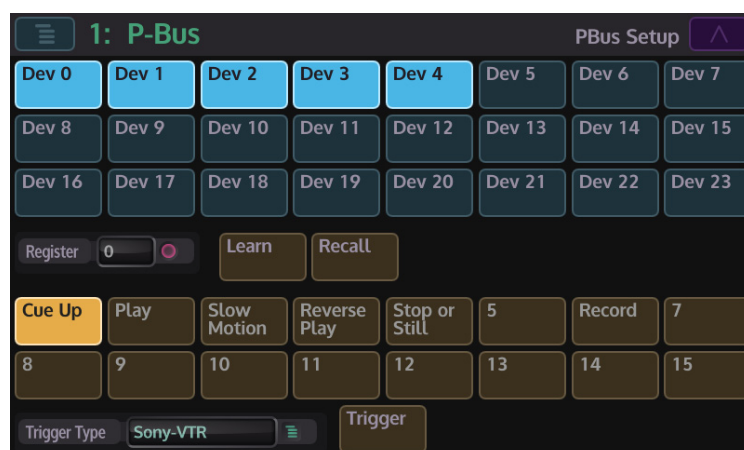 1: P-Bus PBus Setup
Dev 0 Dev 1 Dev 2 Dev 3 Dev 4 Dev 5 Dev 6 Dev 7
Dev 8 Dev 9 Dev 10 Dev 11 Dev 12 Dev 13 Dev 14 Dev 15
Dev 16 Dev 17 Dev 18 Dev 19 Dev 20 Dev 21 Dev 22 Dev 23
Register 0 Learn Recall
Cue Up Play Slow Motion Reverse Play Stop or Still 5 Record 7
8 9 10 11 12 13 14 15
Trigger Type Sony-VTR Trigger